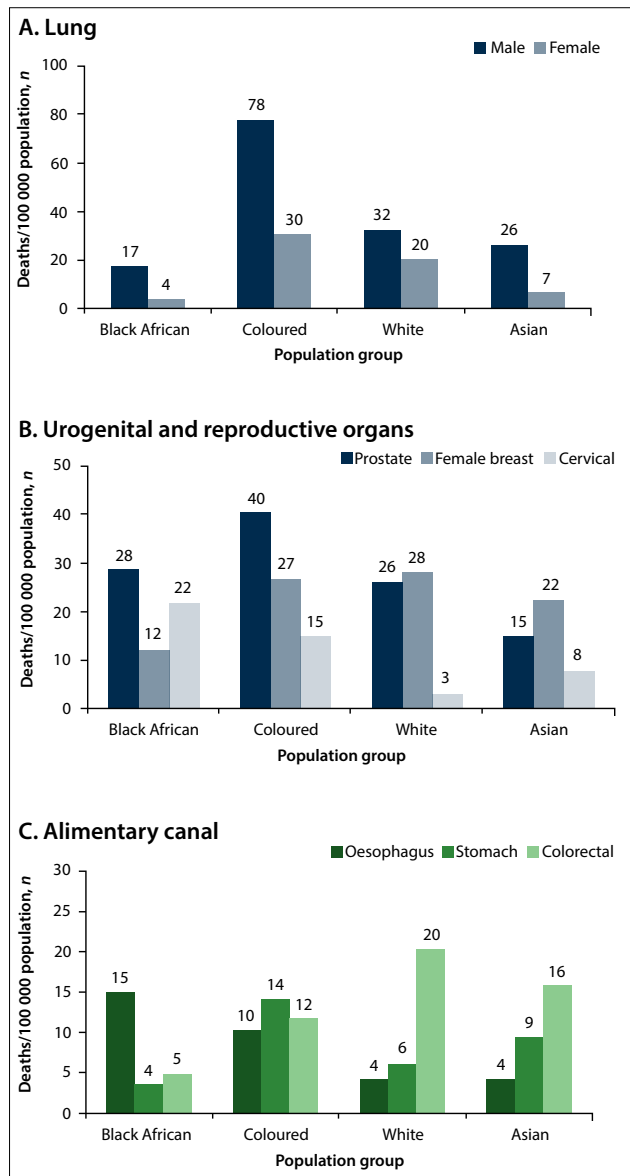 A. Lung
Male Female
Deaths/100 000 population, n
100
80
60
40
20
0
17 4 78 30 32 20 26 7
Black African Coloured White Asian
Population group
B. Urogenital and reproductive organs
Prostate Female breast Cervical
Deaths/100 000 population, n
50
40
30
20
10
0
28 12 22 40 27 15 26 28 3 15 22 8
Black African Coloured White Asian
Population group
C. Alimentary canal
Oesophagus Stomach Colorectal
Deaths/100 000 population, n
30
25
20
15
10
5
0
15 4 5 10 14 12 4 6 20 4 9 16
Black African Coloured White Asian
Population group